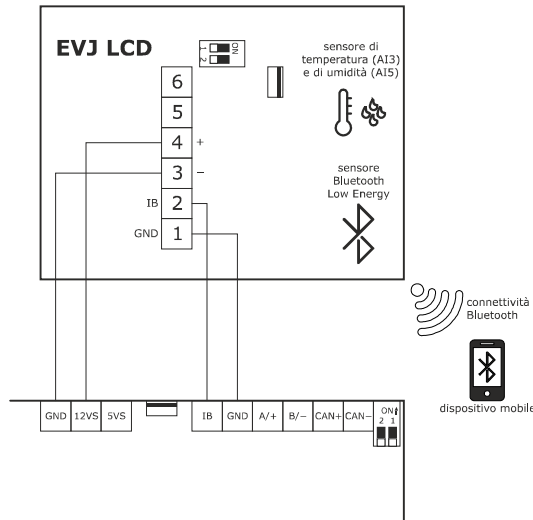 EVJ LCD
1 2 ON
sensore di
temperatura (AI3)
e di umidità (AI5)
6
5
4 +
3 –
sensore
Bluetooth
Low Energy
IB 2
GND 1
connettività
Bluetooth
dispositivo mobile
GND 12VS 5VS IB GND A/+ B/– CAN+ CAN– ON
2 1